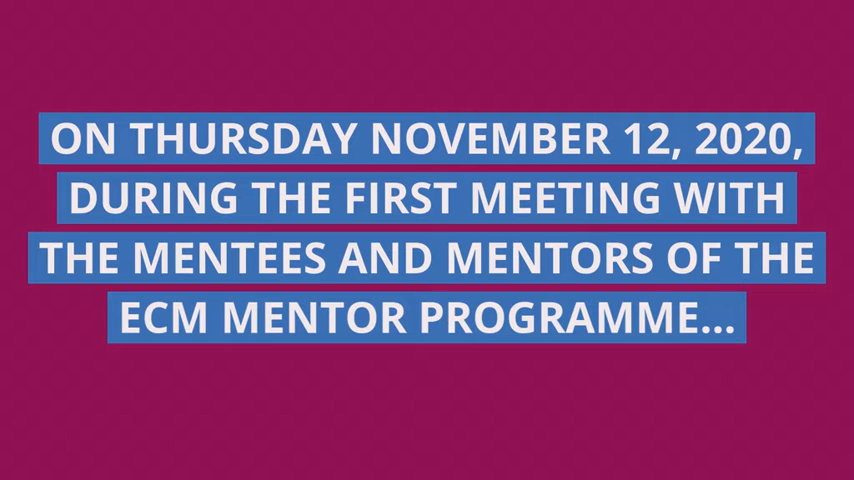 ON THURSDAY NOVEMBER 12, 2020,
DURING THE FIRST MEETING WITH
THE MENTEES AND MENTORS OF THE
ECM MENTOR PROGRAMME...